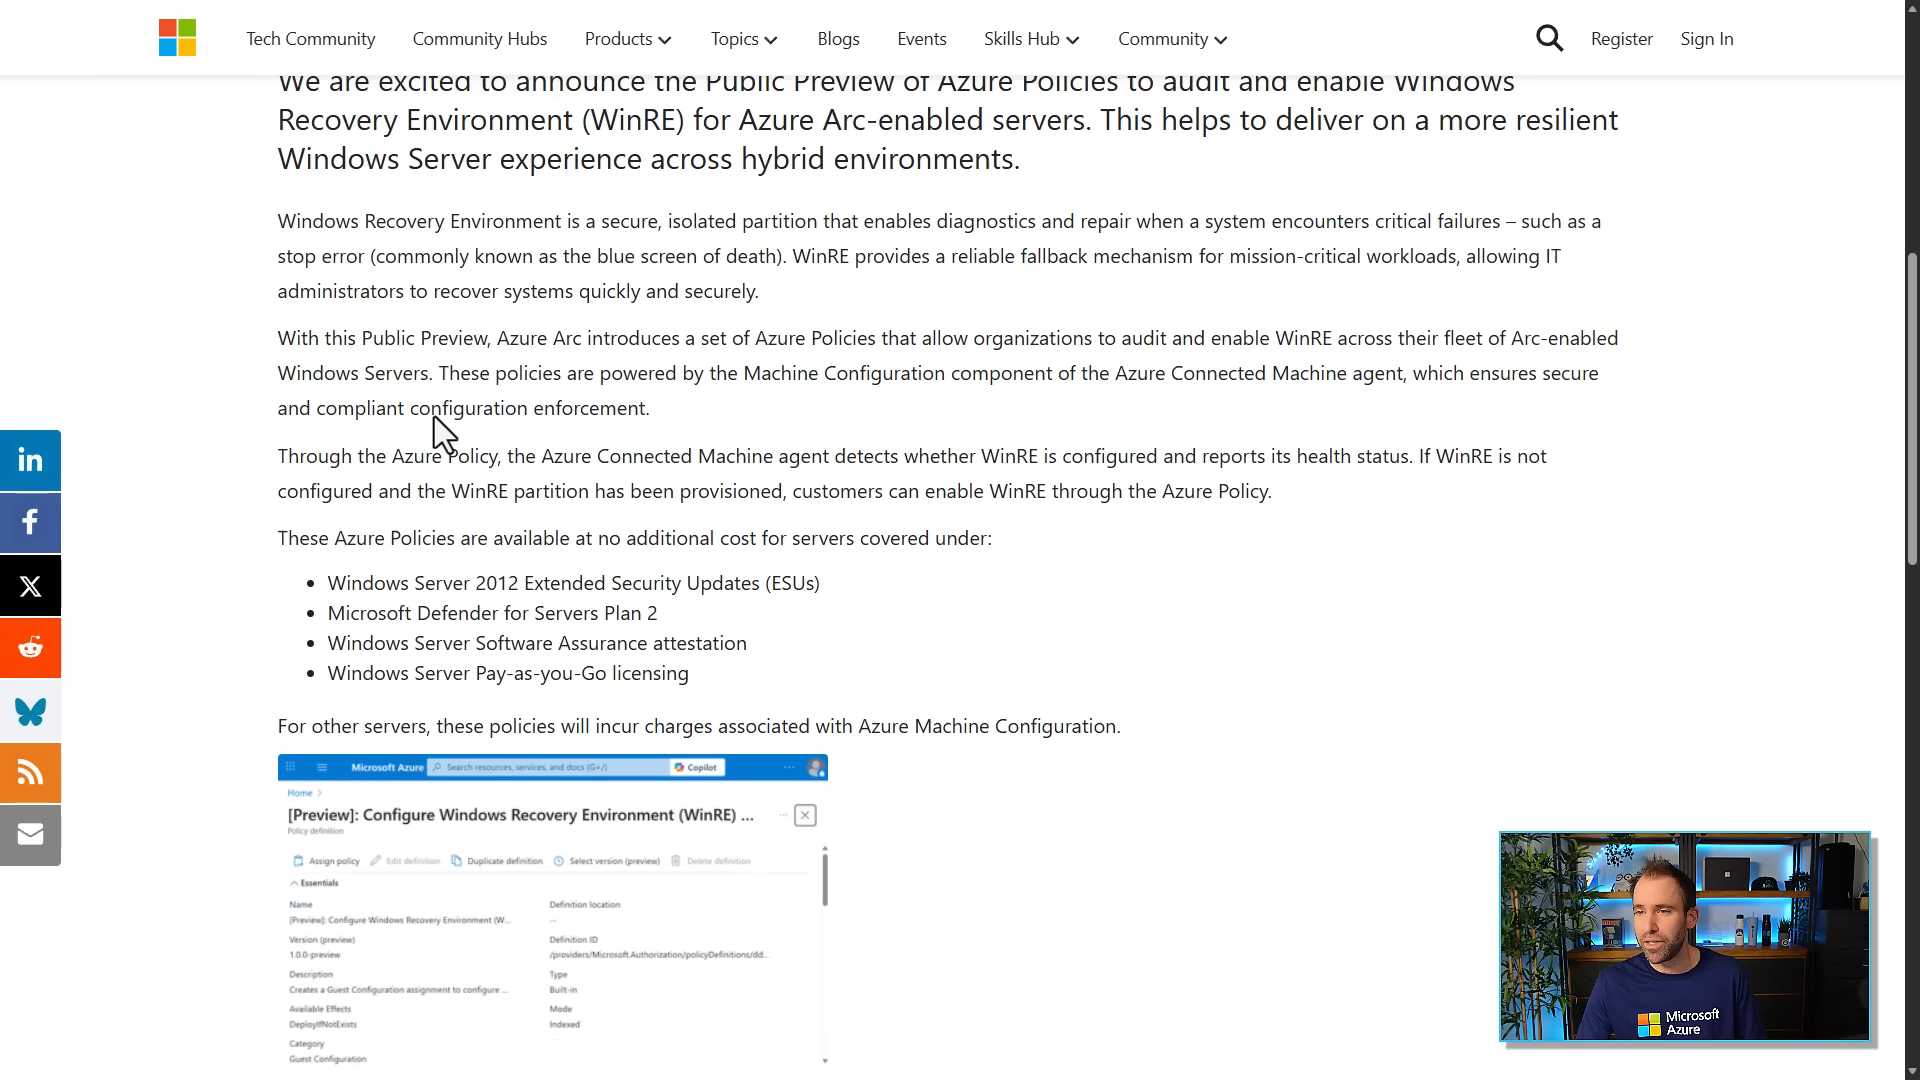 Tech Community
Community Hubs
Products
Topics
Blogs
Events
Skills Hub
Community
Register
Sign In
We are excited to announce the Public Preview of Azure Policies to audit and enable Windows
Recovery Environment (WinRE) for Azure Arc-enabled servers. This helps to deliver on a more resilient
Windows Server experience across hybrid environments.
Windows Recovery Environment is a secure, isolated partition that enables diagnostics and repair when a system encounters critical failures – such as a
stop error (commonly known as the blue screen of death). WinRE provides a reliable fallback mechanism for mission-critical workloads, allowing IT
administrators to recover systems quickly and securely.
With this Public Preview, Azure Arc introduces a set of Azure Policies that allow organizations to audit and enable WinRE across their fleet of Arc-enabled
Windows Servers. These policies are powered by the Machine Configuration component of the Azure Connected Machine agent, which ensures secure
and compliant configuration enforcement.
Through the Azure Policy, the Azure Connected Machine agent detects whether WinRE is configured and reports its health status. If WinRE is not
configured and the WinRE partition has been provisioned, customers can enable WinRE through the Azure Policy.
These Azure Policies are available at no additional cost for servers covered under:
• Windows Server 2012 Extended Security Updates (ESUs)
• Microsoft Defender for Servers Plan 2
• Windows Server Software Assurance attestation
• Windows Server Pay-as-you-Go licensing
For other servers, these policies will incur charges associated with Azure Machine Configuration.
Microsoft Azure
Search resources, services, and docs (G+/)
Copilot
Home >
[Preview]: Configure Windows Recovery Environment (WinRE) ...
Policy definition
Assign policy
Edit definition
Duplicate definition
Select version (preview)
Delete definition
Essentials
Name
[Preview]: Configure Windows Recovery Environment (W...
Definition location
--
Version (preview)
1.0.0-preview
Definition ID
/providers/Microsoft.Authorization/policyDefinitions/dd...
Description
Creates a Guest Configuration assignment to configure ...
Type
Built-in
Available Effects
DeployIfNotExists
Mode
Indexed
Category
Guest Configuration
Microsoft
Azure